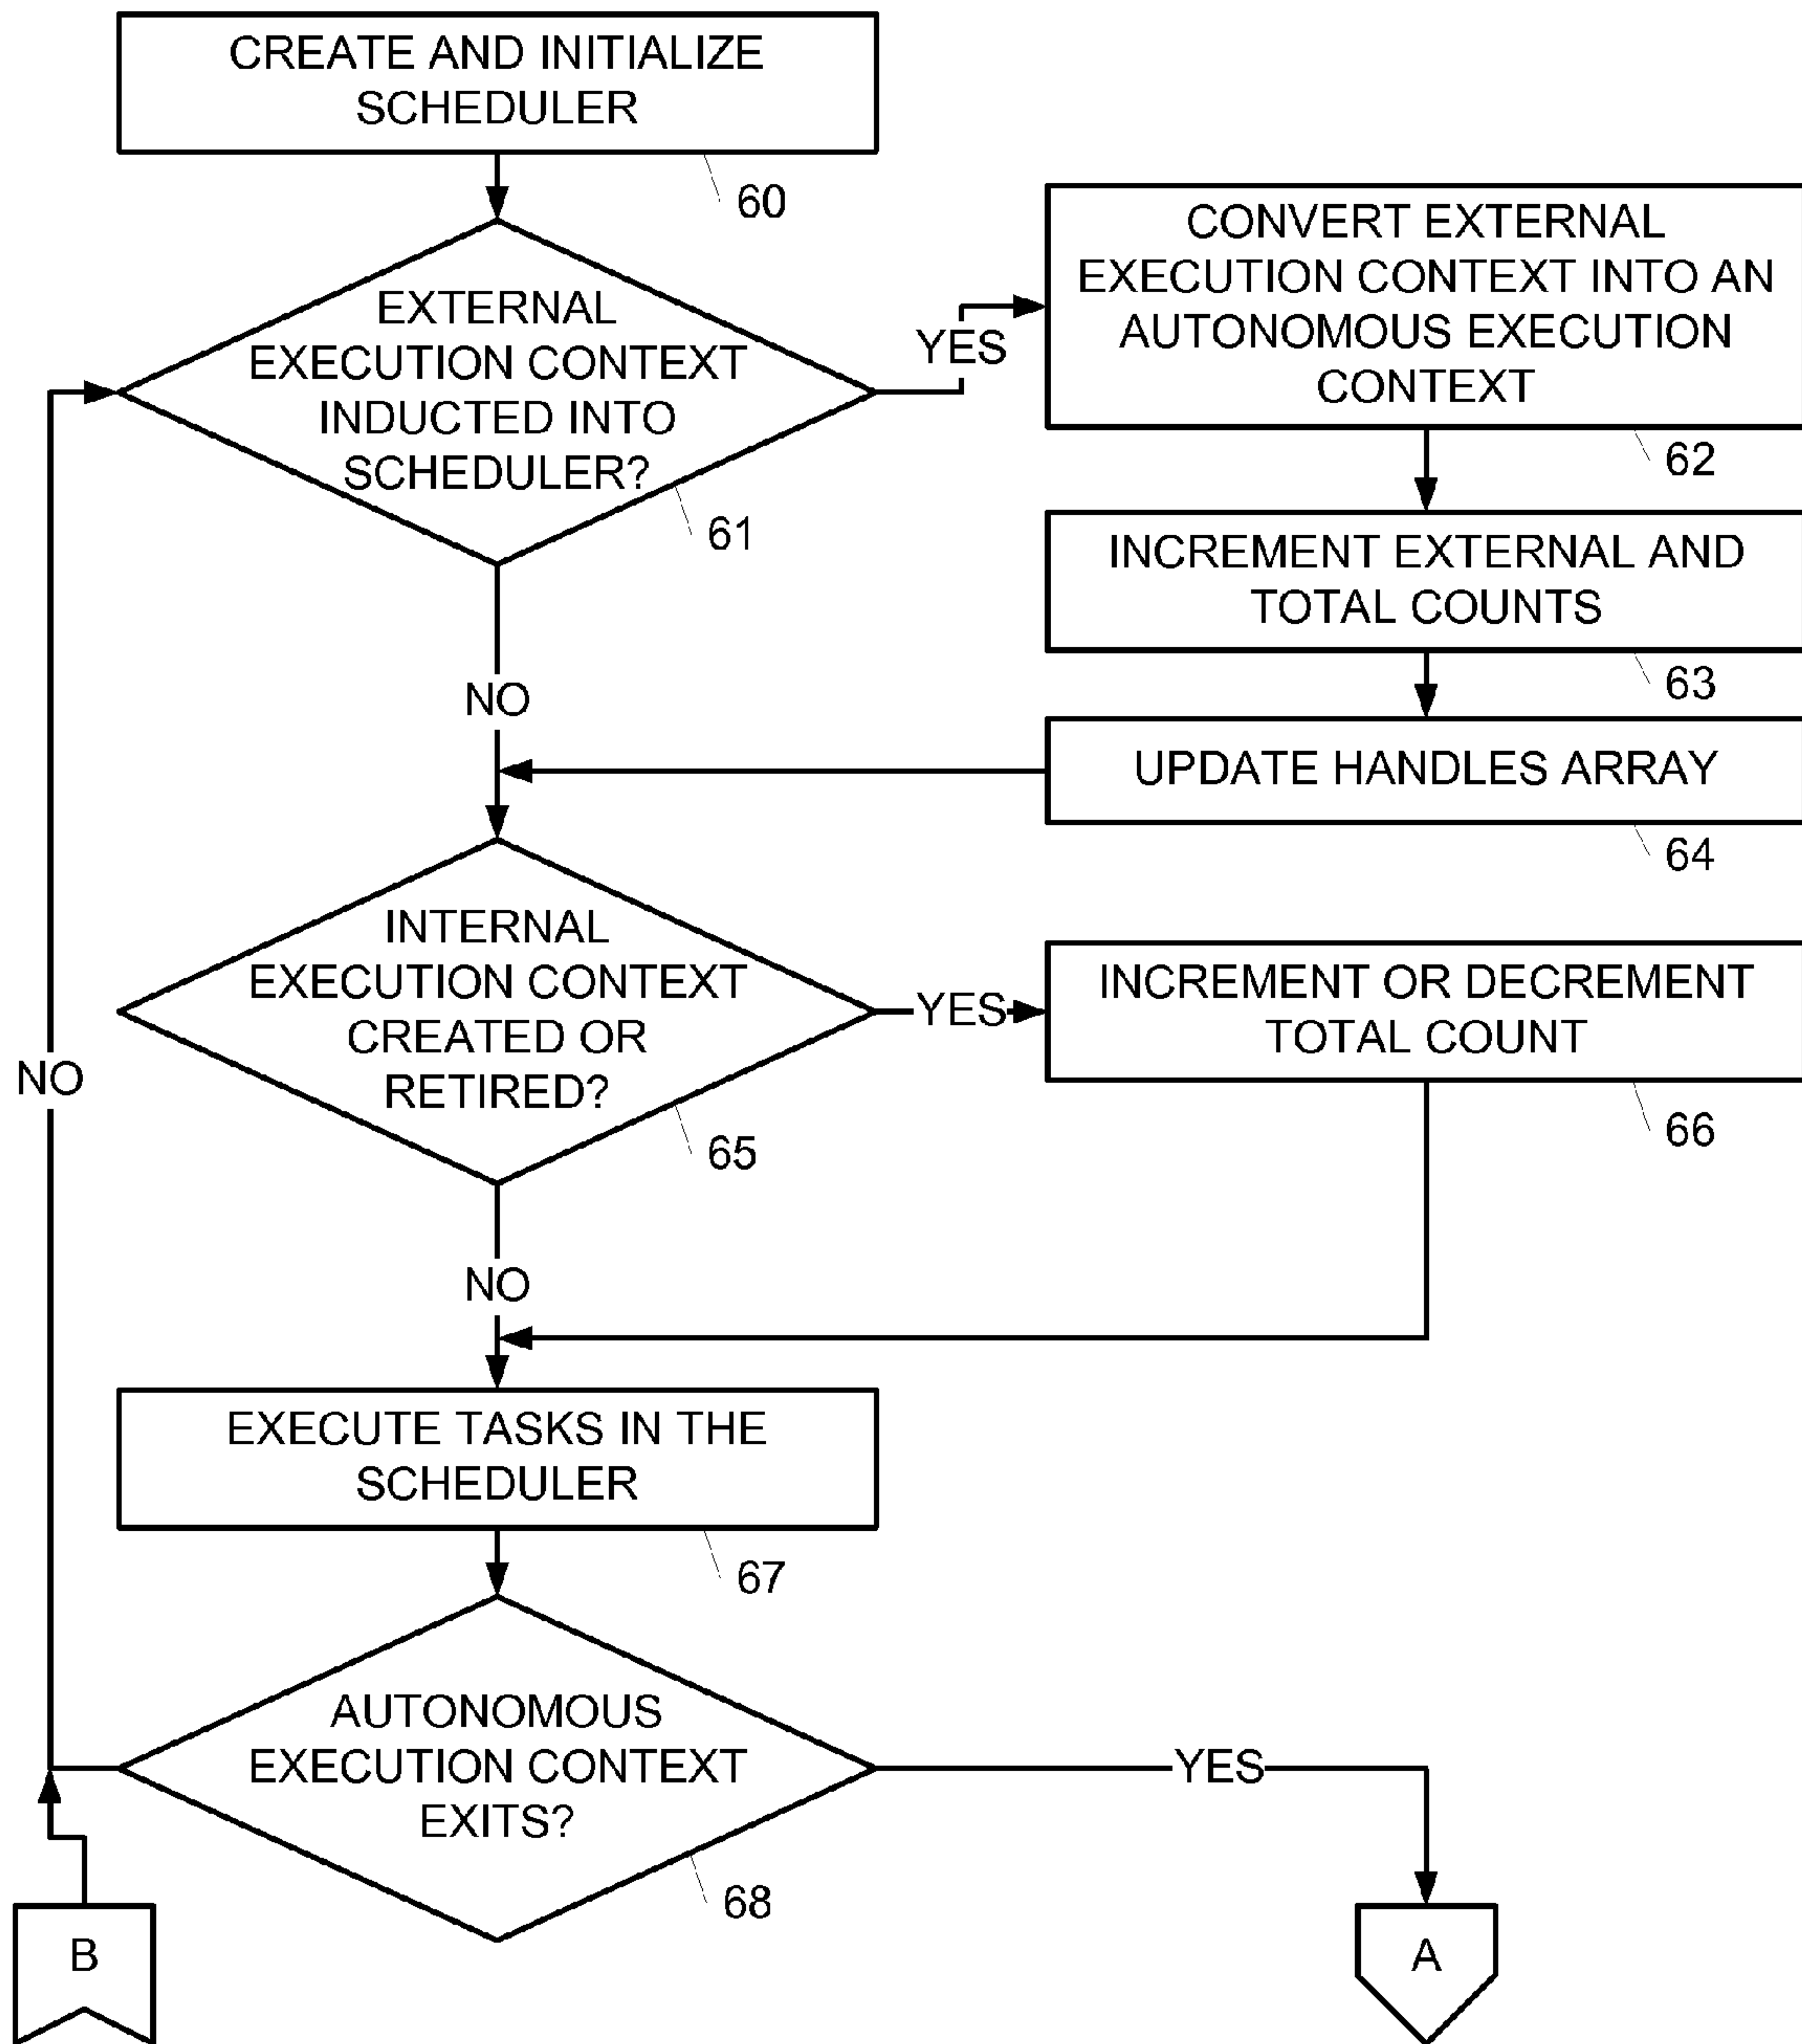 CREATE AND INITIALIZE
SCHEDULER
60
EXTERNAL
EXECUTION CONTEXT
INDUCTED INTO
SCHEDULER?
61
YES
CONVERT EXTERNAL
EXECUTION CONTEXT INTO AN
AUTONOMOUS EXECUTION
CONTEXT
62
INCREMENT EXTERNAL AND
TOTAL COUNTS
63
NO
UPDATE HANDLES ARRAY
64
INTERNAL
EXECUTION CONTEXT
CREATED OR
RETIRED?
65
YES
INCREMENT OR DECREMENT
TOTAL COUNT
66
NO
NO
EXECUTE TASKS IN THE
SCHEDULER
67
AUTONOMOUS
EXECUTION CONTEXT
EXITS?
68
YES
B
A